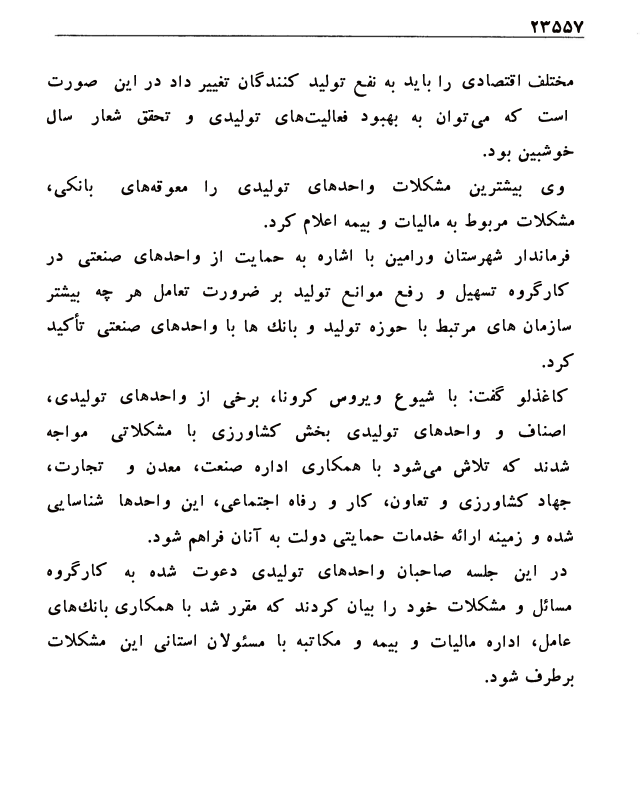 ۲۳۵۵۷
مختلف اقتصادی را باید به نفع تولید کنندگان تغییر داد در این صورت
است که می‌توان به بهبود فعالیت‌های تولیدی و تحقق شعار سال
خوشبین بود.
وی بیشترین مشکلات واحدهای تولیدی را معوقه‌های بانکی،
مشکلات مربوط به مالیات و بیمه اعلام کرد.
فرماندار شهرستان ورامین با اشاره به حمایت از واحدهای صنعتی در
کارگروه تسهیل و رفع موانع تولید بر ضرورت تعامل هر چه بیشتر
سازمان های مرتبط با حوزه تولید و بانک ها با واحدهای صنعتی تأکید
کرد.
کاغذلو گفت: با شیوع ویروس کرونا، برخی از واحدهای تولیدی،
اصناف و واحدهای تولیدی بخش کشاورزی با مشکلاتی مواجه
شدند که تلاش می‌شود با همکاری اداره صنعت، معدن و تجارت،
جهاد کشاورزی و تعاون، کار و رفاه اجتماعی، این واحدها شناسایی
شده و زمینه ارائه خدمات حمایتی دولت به آنان فراهم شود.
در این جلسه صاحبان واحدهای تولیدی دعوت شده به کارگروه
مسائل و مشکلات خود را بیان کردند که مقرر شد با همکاری بانک‌های
عامل، اداره مالیات و بیمه و مکاتبه با مسئولان استانی این مشکلات
برطرف شود.